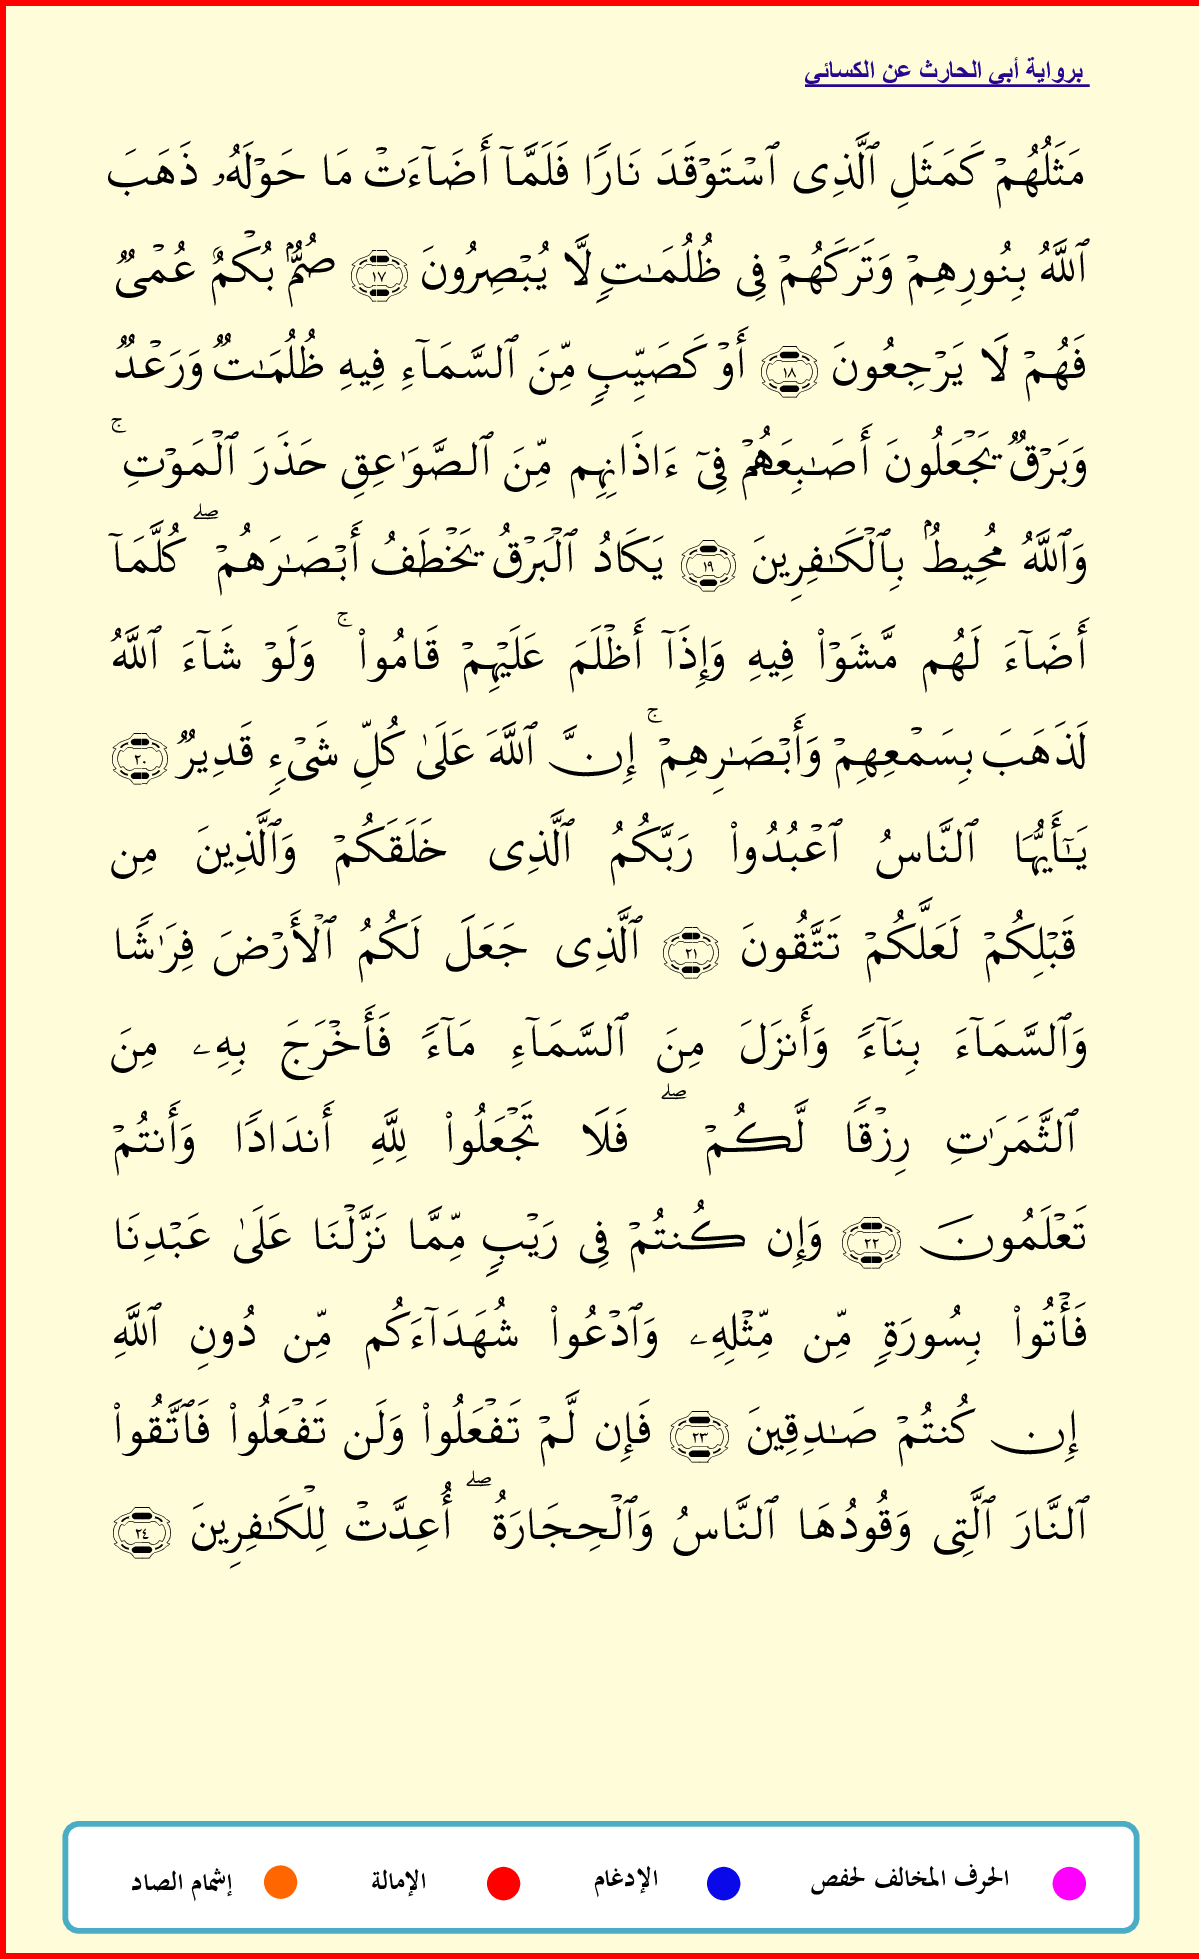 برواية أبي الحارث عن الكسائي
مَثَلُهُمۡ كَمَثَلِ ٱلَّذِى ٱسۡتَوۡقَدَ نَارًا فَلَمَّآ أَضَآءَتۡ مَا حَوۡلَهُۥ ذَهَبَ
ٱللَّهُ بِنُورِهِمۡ وَتَرَكَهُمۡ فِى ظُلُمَـٰتٍ لَّا يُبۡصِرُونَ ١٧ صُمُّۢ بُكۡمٌ عُمۡىٌ
فَهُمۡ لَا يَرۡجِعُونَ ١٨ أَوۡ كَصَيِّبٍ مِّنَ ٱلسَّمَآءِ فِيهِ ظُلُمَـٰتٌ وَرَعۡدٌ
وَبَرۡقٌ يَجۡعَلُونَ أَصَـٰبِعَهُمۡ فِىٓ ءَاذَانِهِم مِّنَ ٱلصَّوَٰعِقِ حَذَرَ ٱلۡمَوۡتِ ۚ
وَٱللَّهُ مُحِيطُۢ بِٱلۡكَـٰفِرِينَ ١٩ يَكَادُ ٱلۡبَرۡقُ يَخۡطَفُ أَبۡصَـٰرَهُمۡ ۖ كُلَّمَآ
أَضَآءَ لَهُم مَّشَوۡا۟ فِيهِ وَإِذَآ أَظۡلَمَ عَلَيۡهِمۡ قَامُوا۟ ۚ وَلَوۡ شَآءَ ٱللَّهُ
لَذَهَبَ بِسَمۡعِهِمۡ وَأَبۡصَـٰرِهِمۡ ۚ إِنَّ ٱللَّهَ عَلَىٰ كُلِّ شَىۡءٍ قَدِيرٌ ٢٠
يَـٰٓأَيُّهَا ٱلنَّاسُ ٱعۡبُدُوا۟ رَبَّكُمُ ٱلَّذِى خَلَقَكُمۡ وَٱلَّذِينَ مِن
قَبۡلِكُمۡ لَعَلَّكُمۡ تَتَّقُونَ ٢١ ٱلَّذِى جَعَلَ لَكُمُ ٱلۡأَرۡضَ فِرَٰشًا
وَٱلسَّمَآءَ بِنَآءً وَأَنزَلَ مِنَ ٱلسَّمَآءِ مَآءً فَأَخۡرَجَ بِهِۦ مِنَ
ٱلثَّمَرَٰتِ رِزۡقًا لَّكُمۡ ۖ فَلَا تَجۡعَلُوا۟ لِلَّهِ أَندَادًا وَأَنتُمۡ
تَعۡلَمُونَ ٢٢ وَإِن كُنتُمۡ فِى رَيۡبٍ مِّمَّا نَزَّلۡنَا عَلَىٰ عَبۡدِنَا
فَأۡتُوا۟ بِسُورَةٍ مِّن مِّثۡلِهِۦ وَٱدۡعُوا۟ شُهَدَآءَكُم مِّن دُونِ ٱللَّهِ
إِن كُنتُمۡ صَـٰدِقِينَ ٢٣ فَإِن لَّمۡ تَفۡعَلُوا۟ وَلَن تَفۡعَلُوا۟ فَٱتَّقُوا۟
ٱلنَّارَ ٱلَّتِى وَقُودُهَا ٱلنَّاسُ وَٱلۡحِجَارَةُ ۖ أُعِدَّتۡ لِلۡكَـٰفِرِينَ ٢٤
الحرف المخالف لحفص الإدغام الإمالة إشمام الصاد